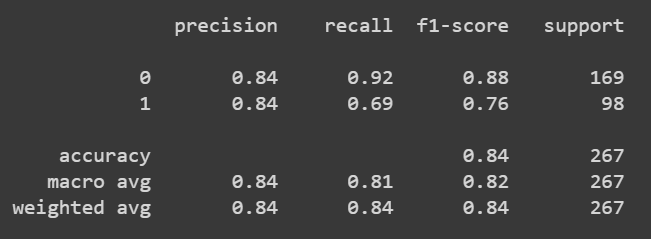 precision recall f1-score support
0 0.84 0.92 0.88 169
1 0.84 0.69 0.76 98
accuracy 0.84 267
macro avg 0.84 0.81 0.82 267
weighted avg 0.84 0.84 0.84 267